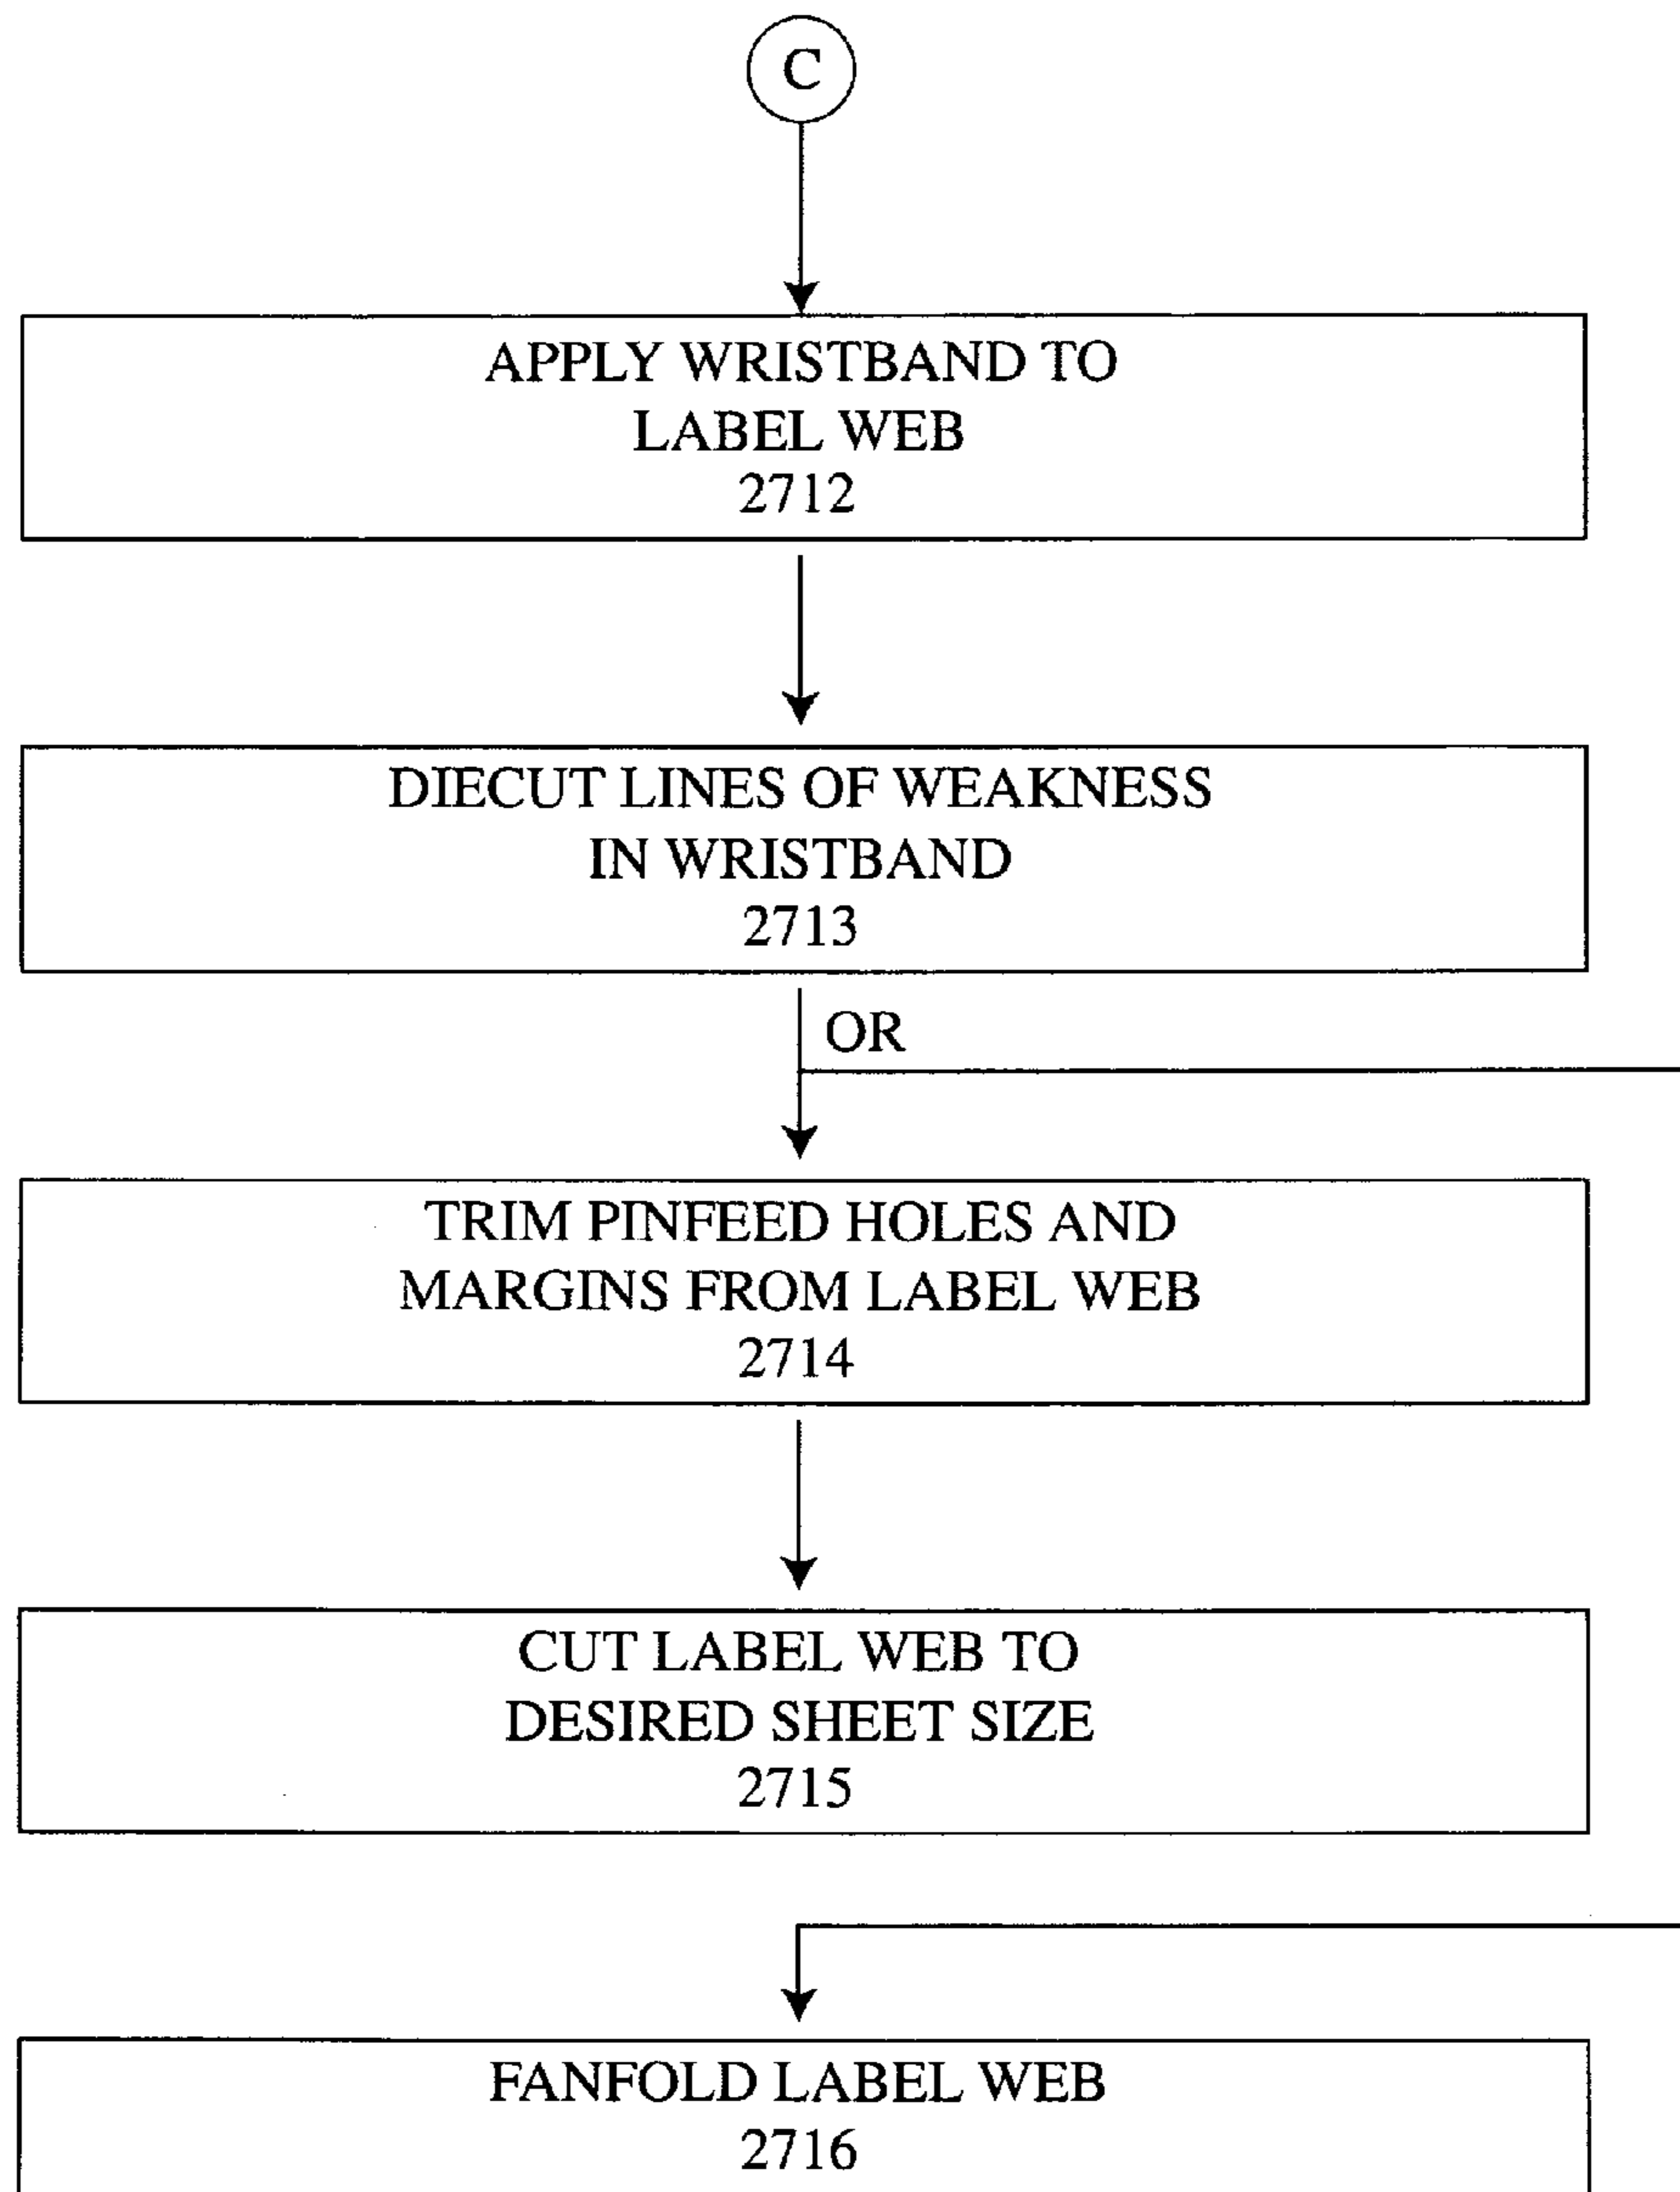 C
APPLY WRISTBAND TO
LABEL WEB
2712
DIECUT LINES OF WEAKNESS
IN WRISTBAND
2713
OR
TRIM PINFEED HOLES AND
MARGINS FROM LABEL WEB
2714
CUT LABEL WEB TO
DESIRED SHEET SIZE
2715
FANFOLD LABEL WEB
2716